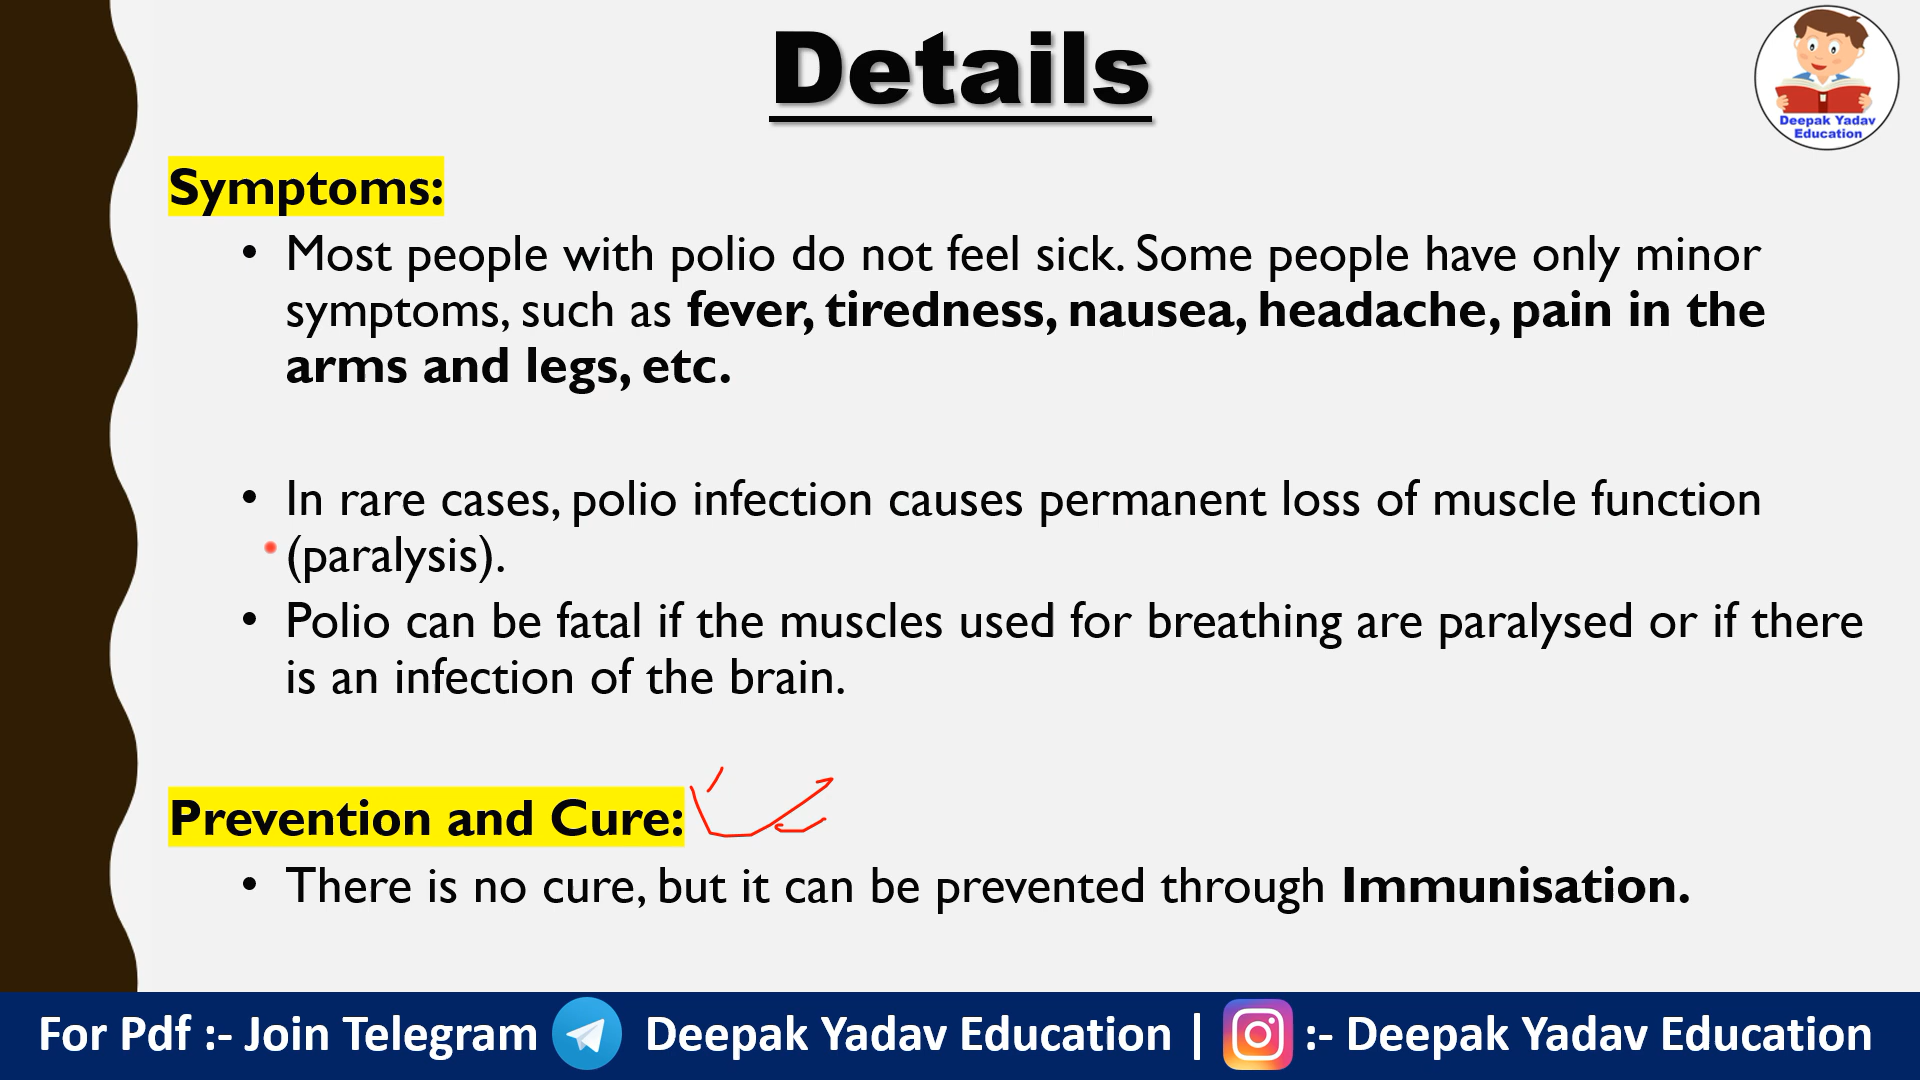 Details
Deepak Yadav
Education
Symptoms:
• Most people with polio do not feel sick. Some people have only minor
symptoms, such as fever, tiredness, nausea, headache, pain in the
arms and legs, etc.
• In rare cases, polio infection causes permanent loss of muscle function
(paralysis).
• Polio can be fatal if the muscles used for breathing are paralysed or if there
is an infection of the brain.
Prevention and Cure:
• There is no cure, but it can be prevented through Immunisation.
For Pdf :- Join Telegram Deepak Yadav Education | :- Deepak Yadav Education